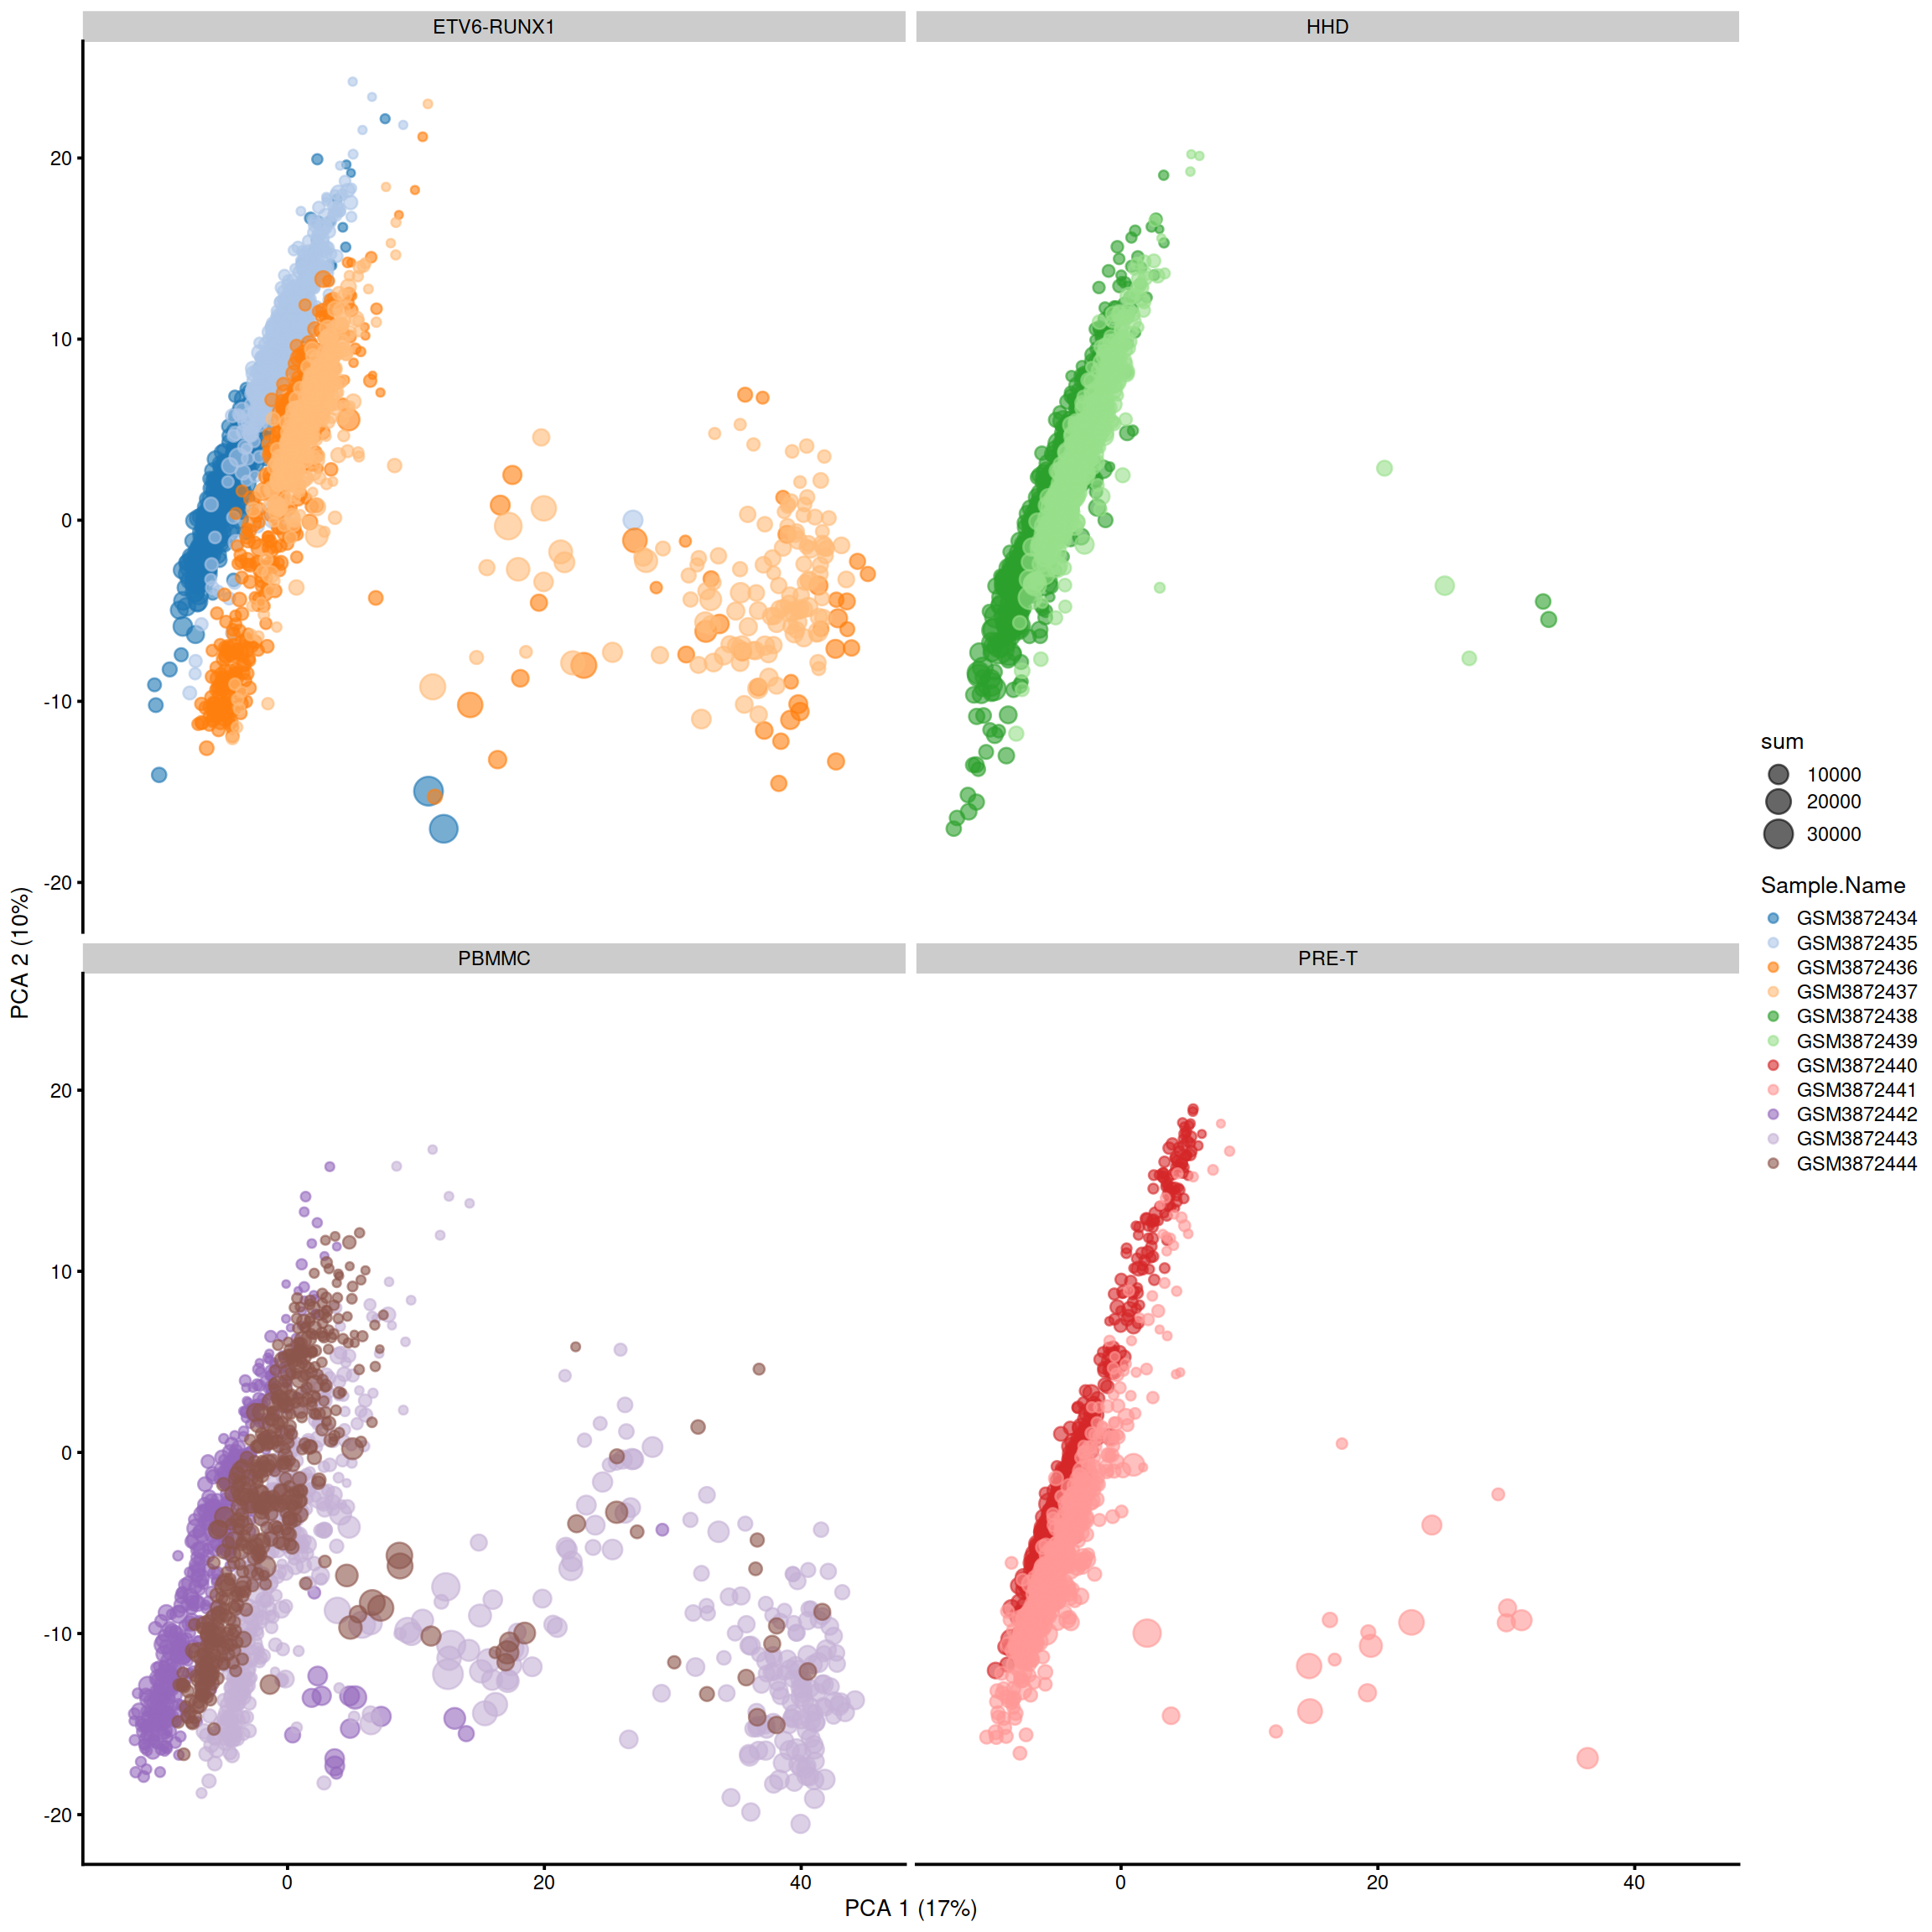 ETV6-RUNX1
HHD
20
10
0
-10
-20
PBMMC
PRE-T
20
10
0
-10
-20
0
20
40
0
20
40
PCA 1 (17%)
PCA 2 (10%)
sum
10000
20000
30000
Sample.Name
GSM3872434
GSM3872435
GSM3872436
GSM3872437
GSM3872438
GSM3872439
GSM3872440
GSM3872441
GSM3872442
GSM3872443
GSM3872444